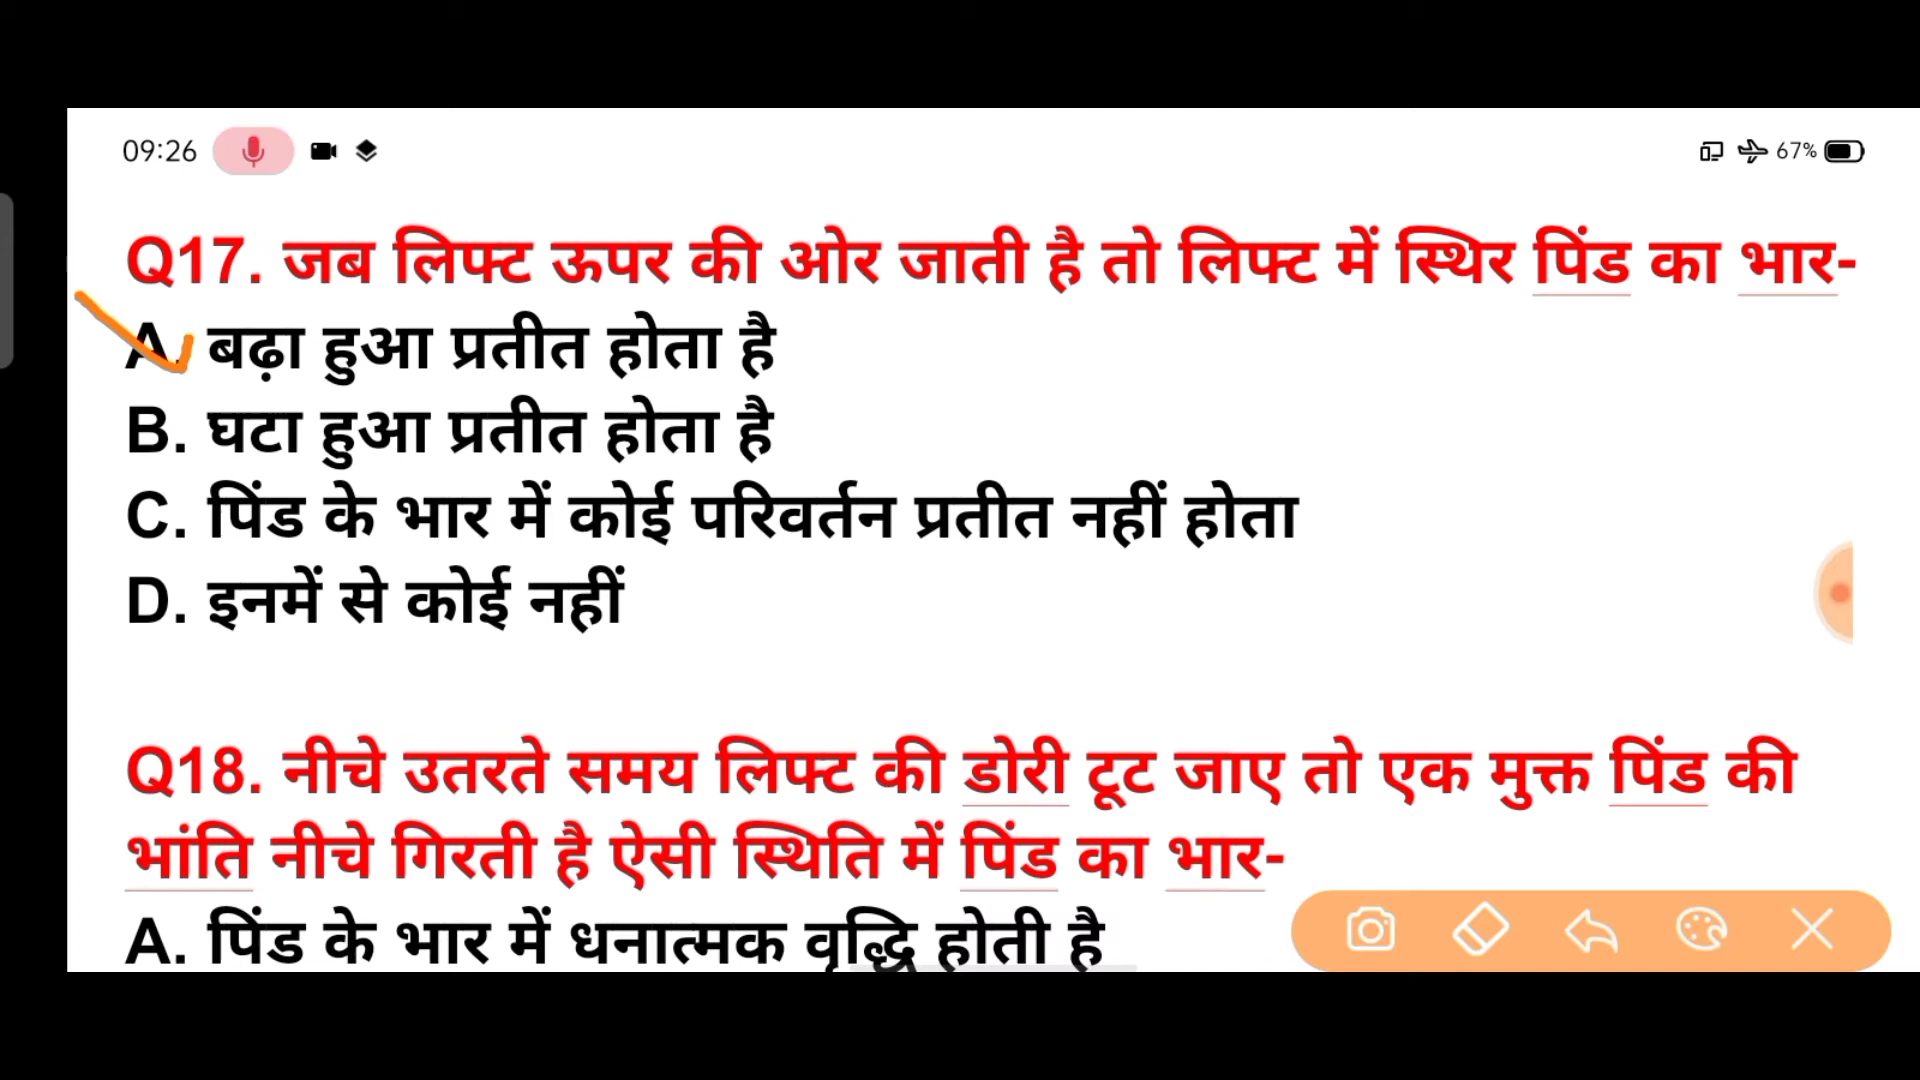 09:26
67%
Q17. जब लिफ्ट ऊपर की ओर जाती है तो लिफ्ट में स्थिर पिंड का भार-
A. बढ़ा हुआ प्रतीत होता है
B. घटा हुआ प्रतीत होता है
C. पिंड के भार में कोई परिवर्तन प्रतीत नहीं होता
D. इनमें से कोई नहीं
Q18. नीचे उतरते समय लिफ्ट की डोरी टूट जाए तो एक मुक्त पिंड की
भांति नीचे गिरती है ऐसी स्थिति में पिंड का भार-
A. पिंड के भार में धनात्मक वृद्धि होती है